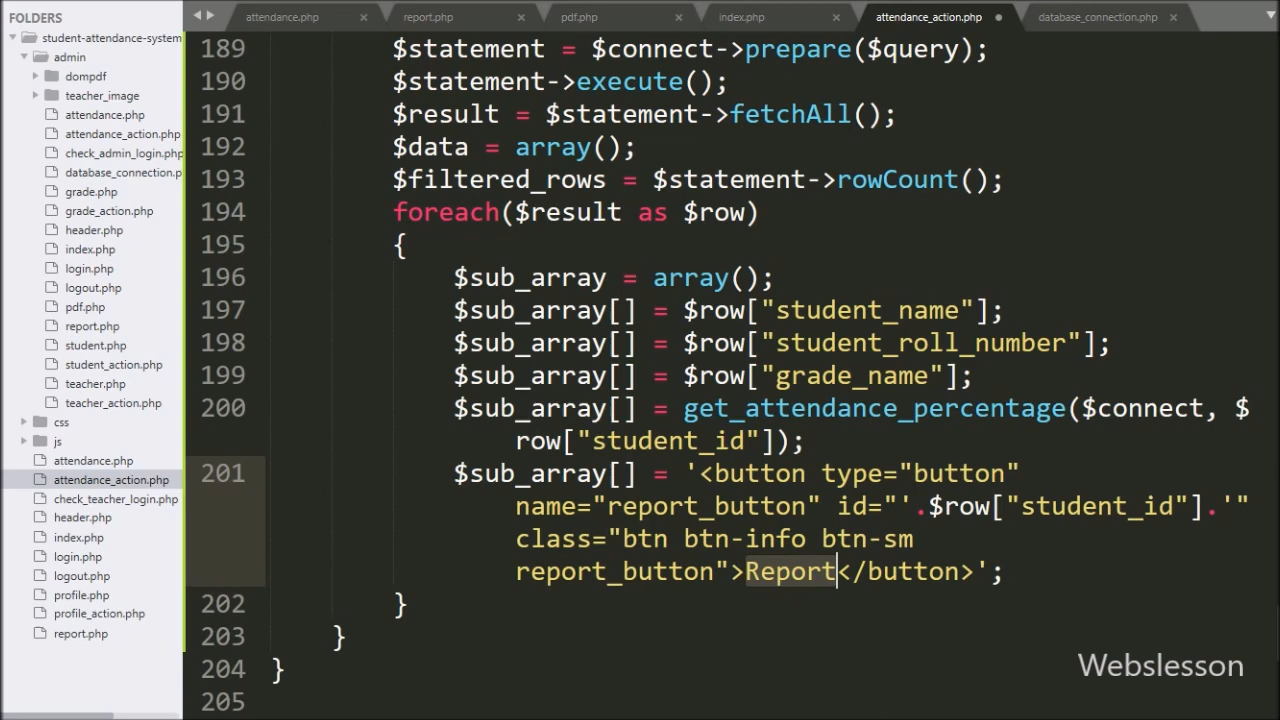 FOLDERS
student-attendance-system
admin
dompdf
teacher_image
attendance.php
attendance_action.php
check_admin_login.php
database_connection.p
grade.php
grade_action.php
header.php
index.php
login.php
logout.php
pdf.php
report.php
student.php
student_action.php
teacher.php
teacher_action.php
css
js
attendance.php
attendance_action.php
check_teacher_login.php
header.php
index.php
login.php
logout.php
profile.php
profile_action.php
report.php
attendance.php × report.php × pdf.php × index.php × attendance_action.php database_connection.php ×
189 $statement = $connect->prepare($query);
190 $statement->execute();
191 $result = $statement->fetchAll();
192 $data = array();
193 $filtered_rows = $statement->rowCount();
194 foreach($result as $row)
195 {
196 $sub_array = array();
197 $sub_array[] = $row["student_name"];
198 $sub_array[] = $row["student_roll_number"];
199 $sub_array[] = $row["grade_name"];
200 $sub_array[] = get_attendance_percentage($connect, $
row["student_id"]);
201 $sub_array[] = '<button type="button"
name="report_button" id="'.$row["student_id"].'"
class="btn btn-info btn-sm
report_button">Report</button>';
202 }
203 }
204 }
205
Webslesson